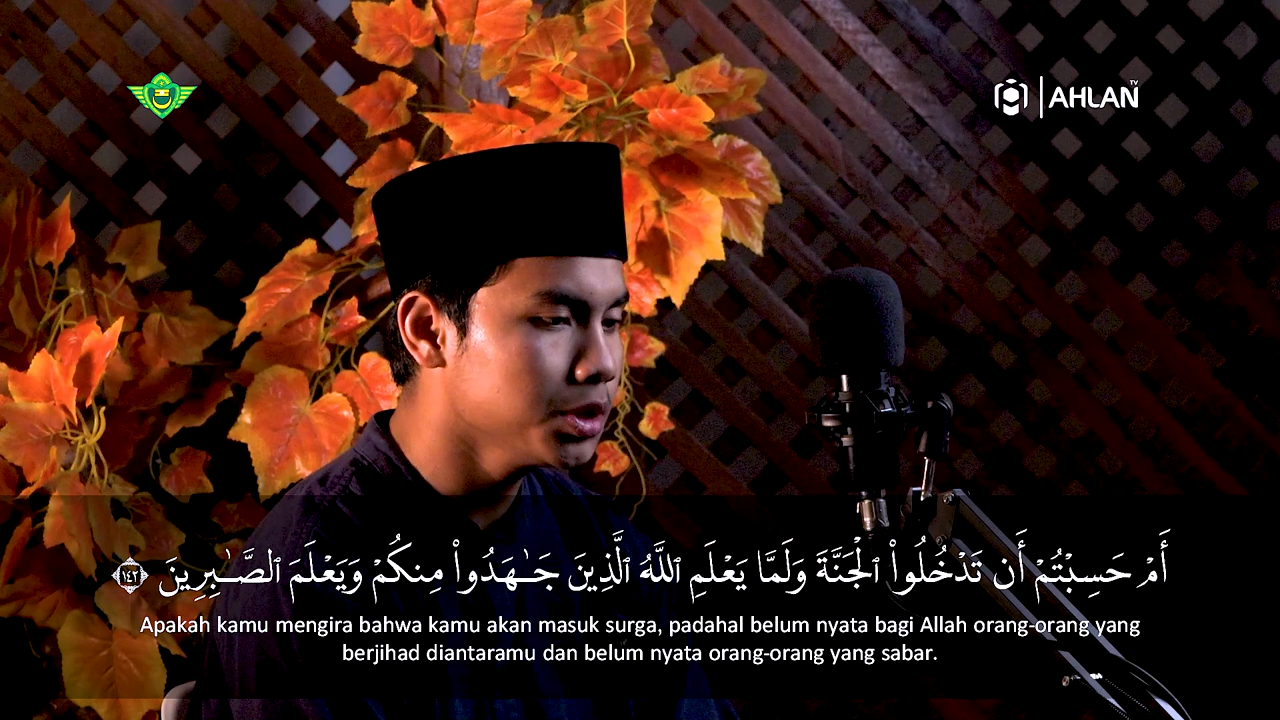 AHLAN TV
أَمْ حَسِبْتُمْ أَن تَدْخُلُوا۟ ٱلْجَنَّةَ وَلَمَّا يَعْلَمِ ٱللَّهُ ٱلَّذِينَ جَـٰهَدُوا۟ مِنكُمْ وَيَعْلَمَ ٱلصَّـٰبِرِينَ ١٤٢
Apakah kamu mengira bahwa kamu akan masuk surga, padahal belum nyata bagi Allah orang-orang yang
berjihad diantaramu dan belum nyata orang-orang yang sabar.